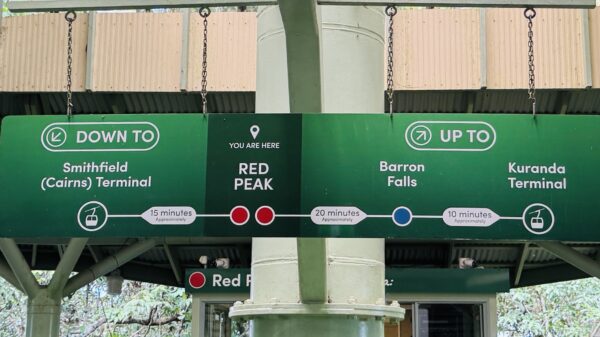 DOWN TO
Smithfield
(Cairns) Terminal
YOU ARE HERE
RED
PEAK
UP TO
Barron
Falls
Kuranda
Terminal
15 minutes
Approximately
20 minutes
Approximately
10 minutes
Approximately
Red